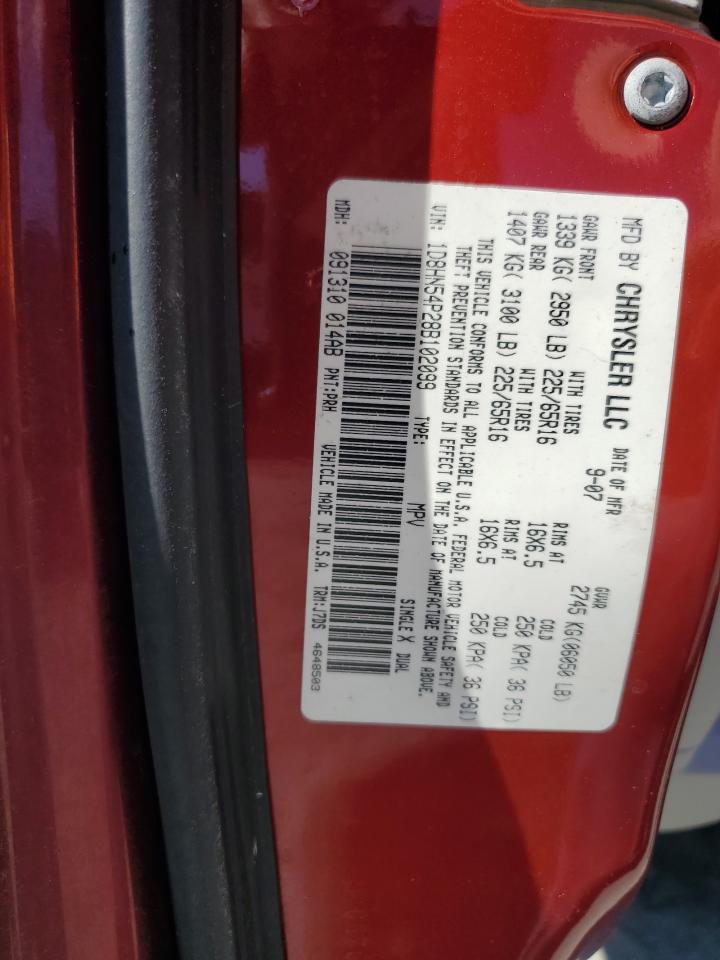 MFD BY CHRYSLER LLC DATE OF MFR 9-07 GVWR 2745 KG(06050 LB)
GAWR FRONT WITH TIRES RIMS AT COLD
1339 KG( 2950 LB) 225/65R16 16X6.5 250 KPA( 36 PSI)
GAWR REAR WITH TIRES RIMS AT COLD
1407 KG( 3100 LB) 225/65R16 16X6.5 250 KPA( 36 PSI)
THIS VEHICLE CONFORMS TO ALL APPLICABLE U.S.A. FEDERAL MOTOR VEHICLE SAFETY AND
THEFT PREVENTION STANDARDS IN EFFECT ON THE DATE OF MANUFACTURE SHOWN ABOVE.
VIN: 1D8HN54P28B102099 TYPE: MPV SINGLE X DUAL
MDH: 091310 014AB PNT:PRH VEHICLE MADE IN U.S.A. TRM:J7DS 4648503